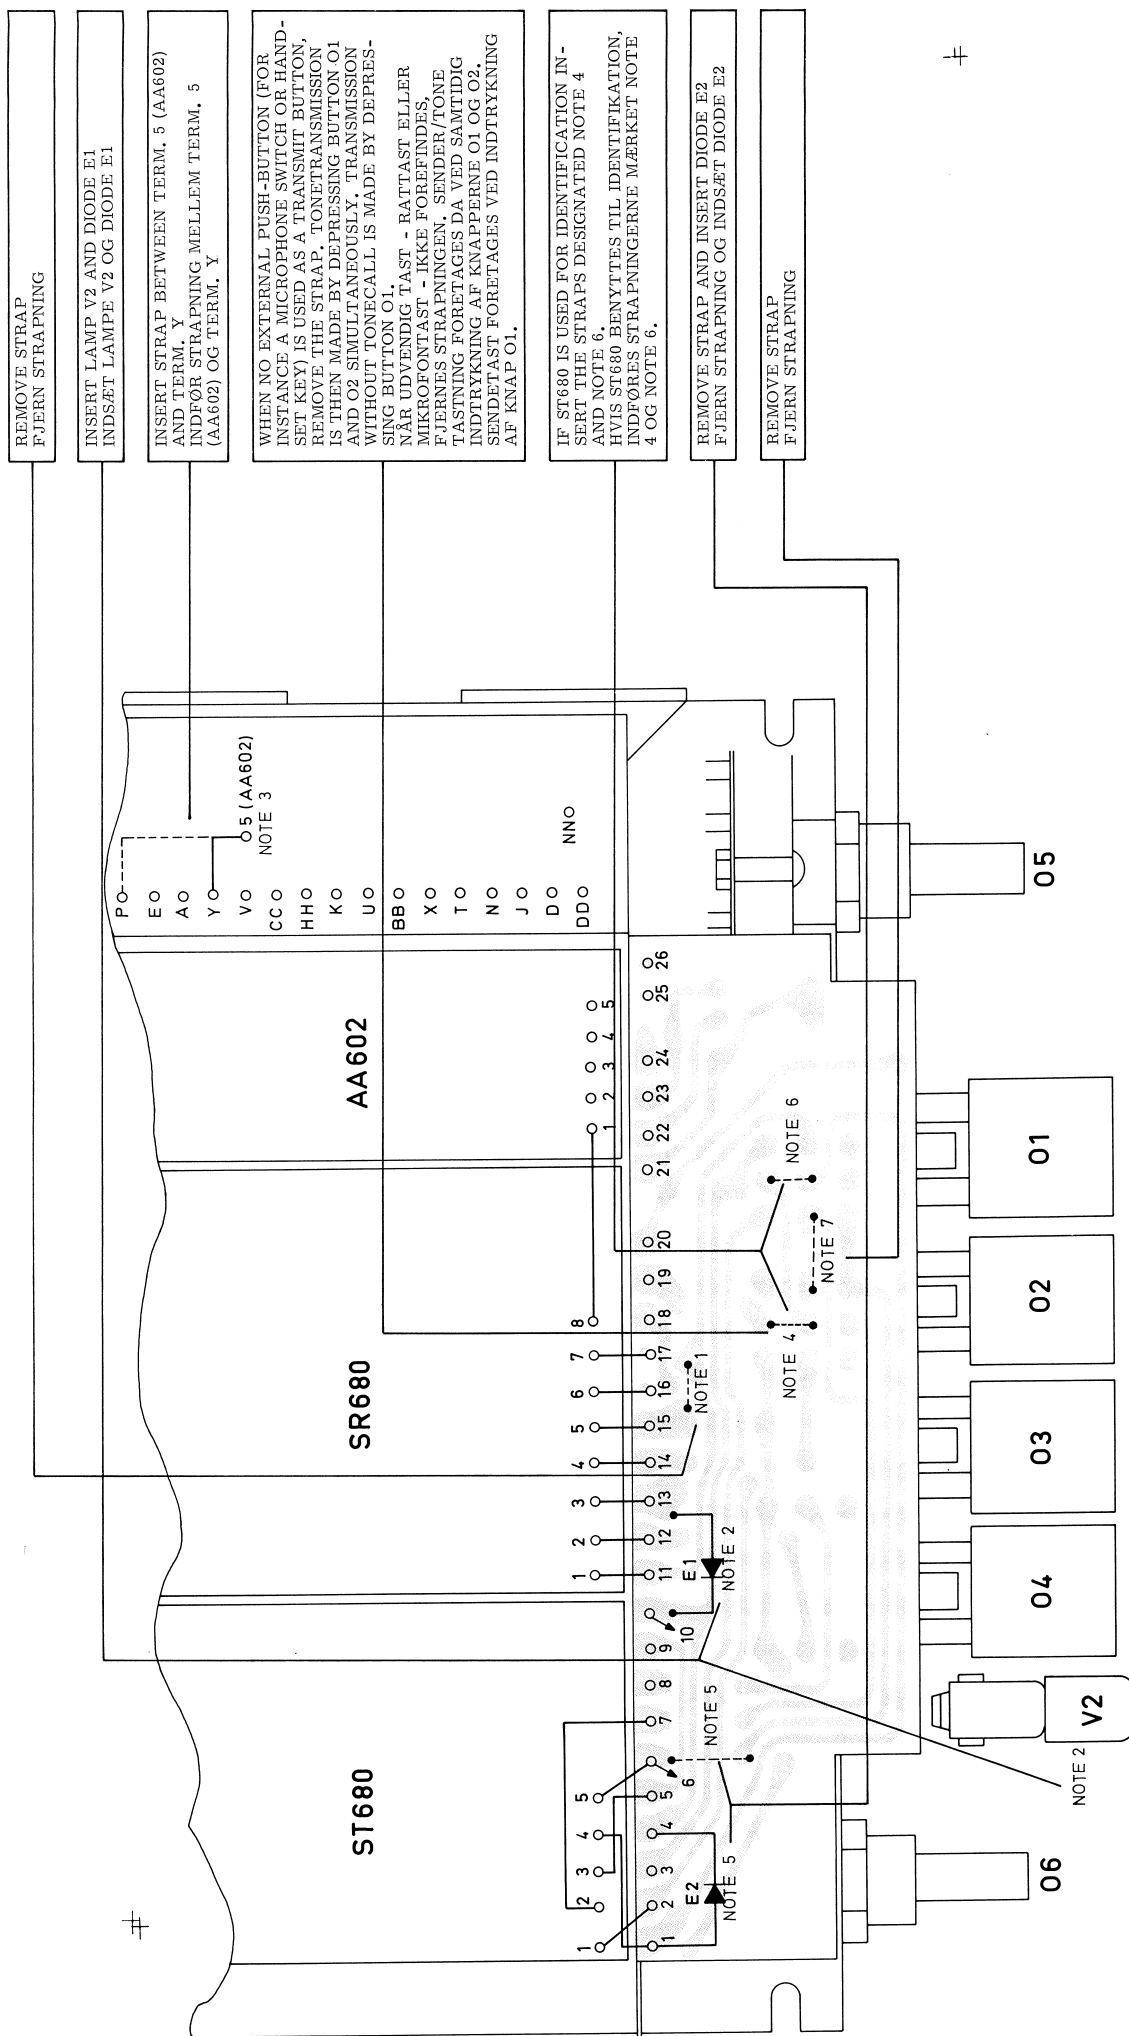 REMOVE STRAP
FJERN STRAPNING
INSERT LAMP V2 AND DIODE E1
INDSÆT LAMPE V2 OG DIODE E1
INSERT STRAP BETWEEN TERM. 5 (AA602)
AND TERM. Y
INDFØR STRAPNING MELLEM TERM. 5
(AA602) OG TERM. Y
WHEN NO EXTERNAL PUSH-BUTTON (FOR
INSTANCE A MICROPHONE SWITCH OR HAND-
SET KEY) IS USED AS A TRANSMIT BUTTON,
REMOVE THE STRAP. TONETRANSMISSION
IS THEN MADE BY DEPRESSING BUTTON O1
AND O2 SIMULTANEOUSLY. TRANSMISSION
WITHOUT TONECALL IS MADE BY DEPRES-
SING BUTTON O1.
NÅR UDVENDIG TAST - RATTAST ELLER
MIKROFONTAST - IKKE FOREFINDES,
FJERNES STRAPNINGEN. SENDER/TONE
TASTNING FORETAGES DA VED SAMTIDIG
INDTRYKNING AF KNAPPERNE O1 OG O2.
SENDETAST FORETAGES VED INDTRYKNING
AF KNAP O1.
IF ST680 IS USED FOR IDENTIFICATION IN-
SERT THE STRAPS DESIGNATED NOTE 4
AND NOTE 6.
HVIS ST680 BENYTTES TIL IDENTIFIKATION,
INDFØRES STRAPNINGERNE MÆRKET NOTE
4 OG NOTE 6.
REMOVE STRAP AND INSERT DIODE E2
FJERN STRAPNING OG INDSÆT DIODE E2
REMOVE STRAP
FJERN STRAPNING
P
E
A
Y
V
CC
HH
K
U
BB
X
T
N
J
D
DD
5 (AA602)
NOTE 3
NN
ST680
SR680
AA602
1 2 3 4 5
1 2 3 4 5 6 7 8
1 2 3 4 5
1 2 3 4 5 6 7 8 9 10 11 12 13 14 15 16 17 18 19 20 21 22 23 24 25 26
E2
NOTE 5
NOTE 5
E1
NOTE 2
NOTE 1
NOTE 4
NOTE 7
NOTE 6
NOTE 2
O6
V2
O4
O3
O2
O1
O5